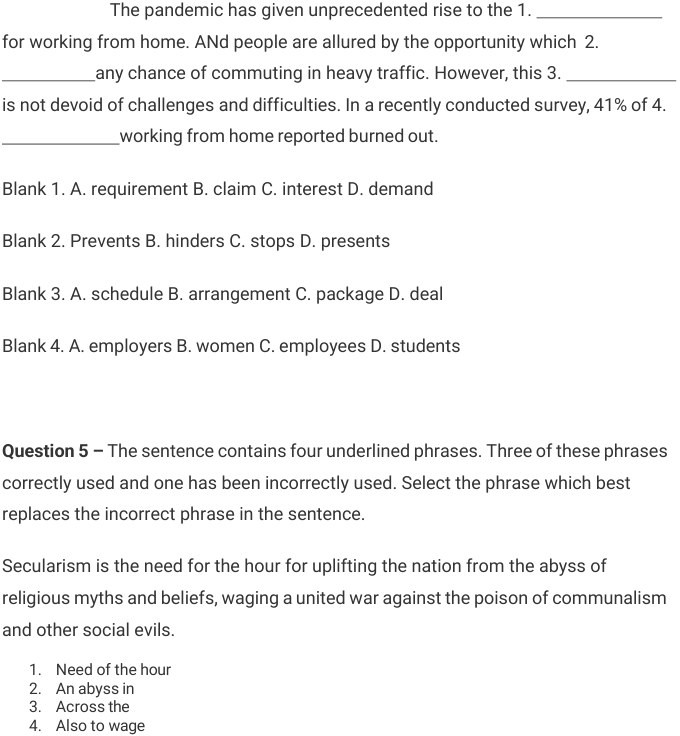 The pandemic has given unprecedented rise to the 1. ______________
for working from home. ANd people are allured by the opportunity which 2.
__________any chance of commuting in heavy traffic. However, this 3. ____________
is not devoid of challenges and difficulties. In a recently conducted survey, 41% of 4.
_____________working from home reported burned out.
Blank 1. A. requirement B. claim C. interest D. demand
Blank 2. Prevents B. hinders C. stops D. presents
Blank 3. A. schedule B. arrangement C. package D. deal
Blank 4. A. employers B. women C. employees D. students
Question 5 – The sentence contains four underlined phrases. Three of these phrases
correctly used and one has been incorrectly used. Select the phrase which best
replaces the incorrect phrase in the sentence.
Secularism is the need for the hour for uplifting the nation from the abyss of
religious myths and beliefs, waging a united war against the poison of communalism
and other social evils.
1. Need of the hour
2. An abyss in
3. Across the
4. Also to wage